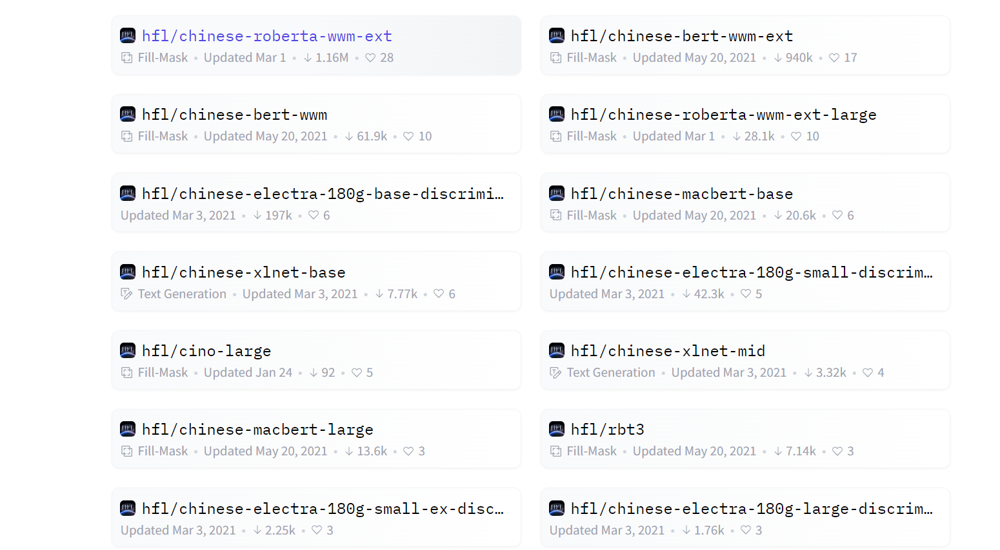 hfl/chinese-roberta-wwm-ext
Fill-Mask • Updated Mar 1 • ↓ 1.16M • ♡ 28
hfl/chinese-bert-wwm-ext
Fill-Mask • Updated May 20, 2021 • ↓ 940k • ♡ 17
hfl/chinese-bert-wwm
Fill-Mask • Updated May 20, 2021 • ↓ 61.9k • ♡ 10
hfl/chinese-roberta-wwm-ext-large
Fill-Mask • Updated Mar 1 • ↓ 28.1k • ♡ 10
hfl/chinese-electra-180g-base-discrimi…
Updated Mar 3, 2021 • ↓ 197k • ♡ 6
hfl/chinese-macbert-base
Fill-Mask • Updated May 20, 2021 • ↓ 20.6k • ♡ 6
hfl/chinese-xlnet-base
Text Generation • Updated Mar 3, 2021 • ↓ 7.77k • ♡ 6
hfl/chinese-electra-180g-small-discrim…
Updated Mar 3, 2021 • ↓ 42.3k • ♡ 5
hfl/cino-large
Fill-Mask • Updated Jan 24 • ↓ 92 • ♡ 5
hfl/chinese-xlnet-mid
Text Generation • Updated Mar 3, 2021 • ↓ 3.32k • ♡ 4
hfl/chinese-macbert-large
Fill-Mask • Updated May 20, 2021 • ↓ 13.6k • ♡ 3
hfl/rbt3
Fill-Mask • Updated May 20, 2021 • ↓ 7.14k • ♡ 3
hfl/chinese-electra-180g-small-ex-disc…
Updated Mar 3, 2021 • ↓ 2.25k • ♡ 3
hfl/chinese-electra-180g-large-discrim…
Updated Mar 3, 2021 • ↓ 1.76k • ♡ 3